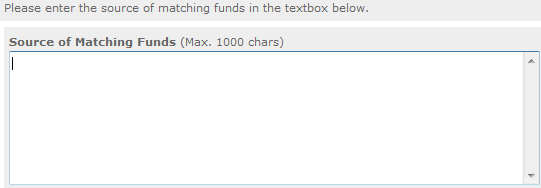 Please enter the source of matching funds in the textbox below.
Source of Matching Funds (Max. 1000 chars)